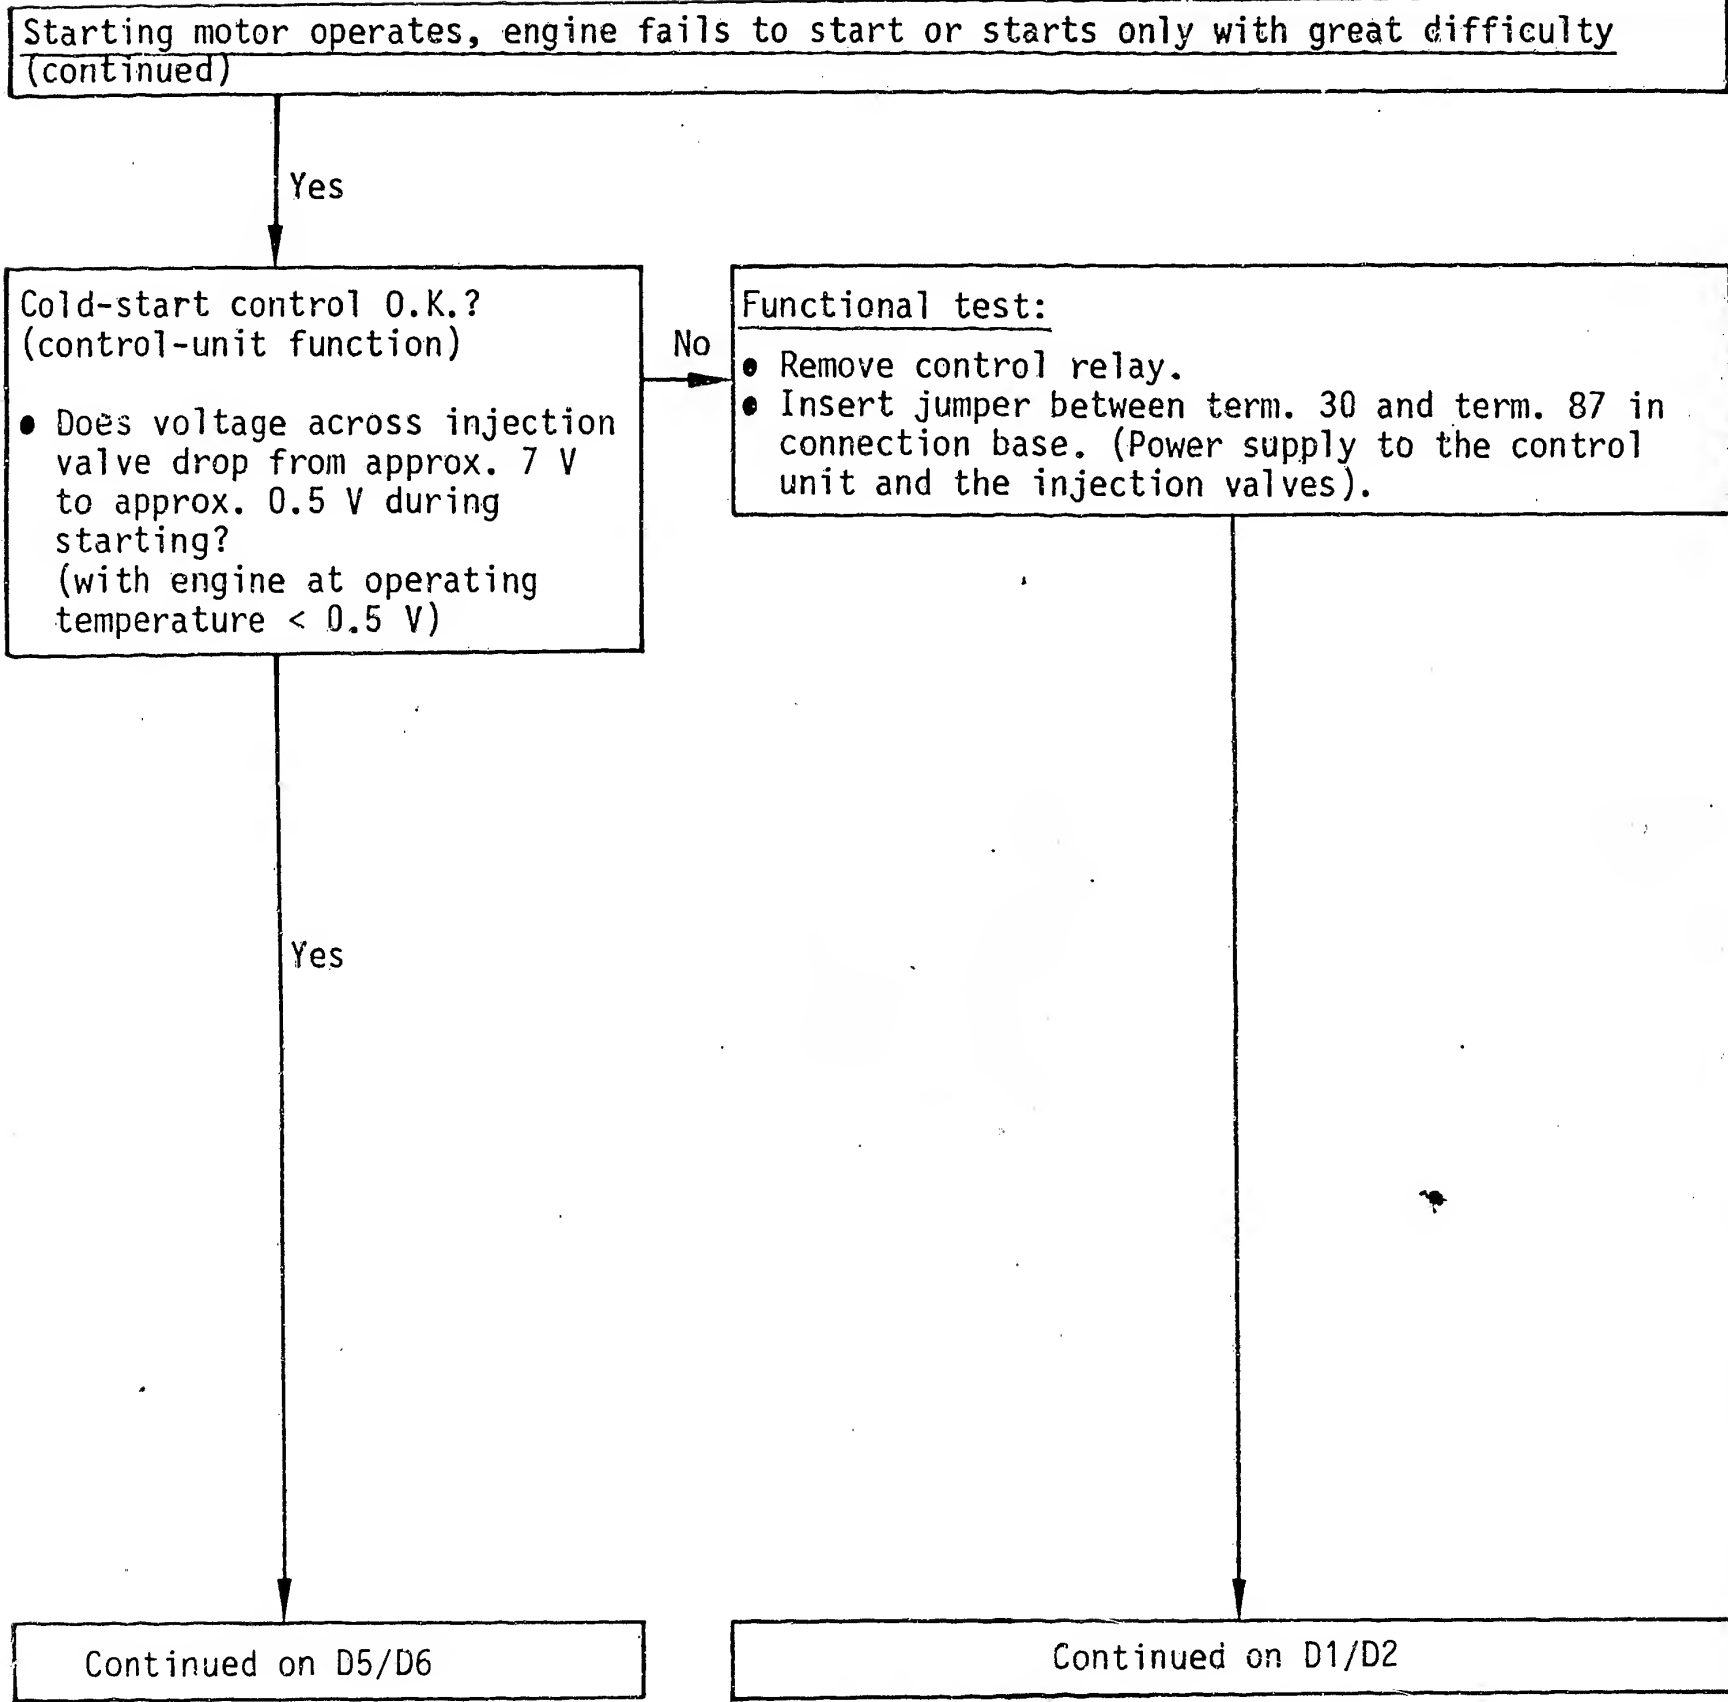 Starting motor operates, engine fails to start or starts only with great difficulty
(continued)
Yes
Cold-start control O.K.?
(control-unit function)
• Does voltage across injection
valve drop from approx. 7 V
to approx. 0.5 V during
starting?
(with engine at operating
temperature < 0.5 V)
No
Functional test:
• Remove control relay.
• Insert jumper between term. 30 and term. 87 in
connection base. (Power supply to the control
unit and the injection valves).
Yes
Continued on D5/D6
Continued on D1/D2